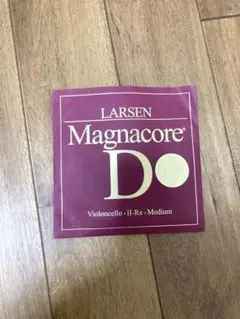 LARSEN
Magnacore®
D
Violoncello · II-Re · Medium